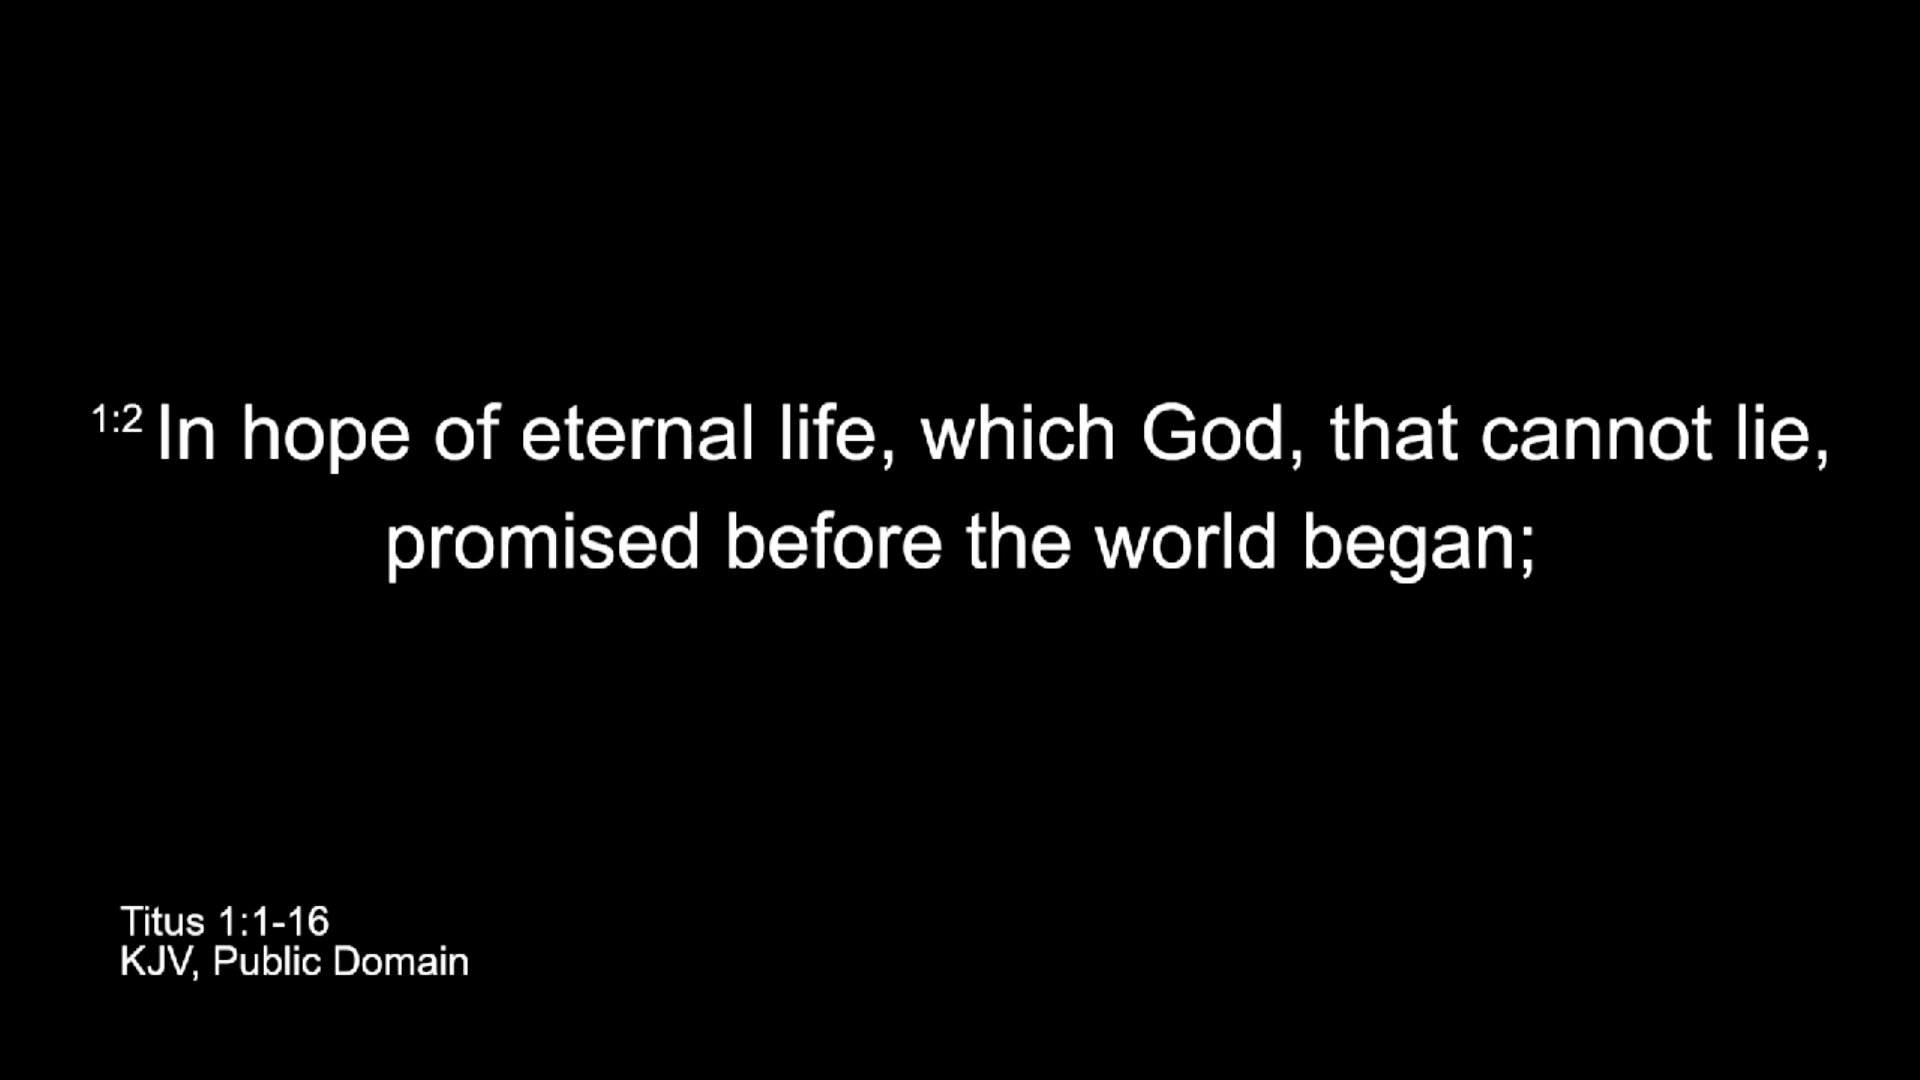 1:2 In hope of eternal life, which God, that cannot lie,
promised before the world began;
Titus 1:1-16
KJV, Public Domain